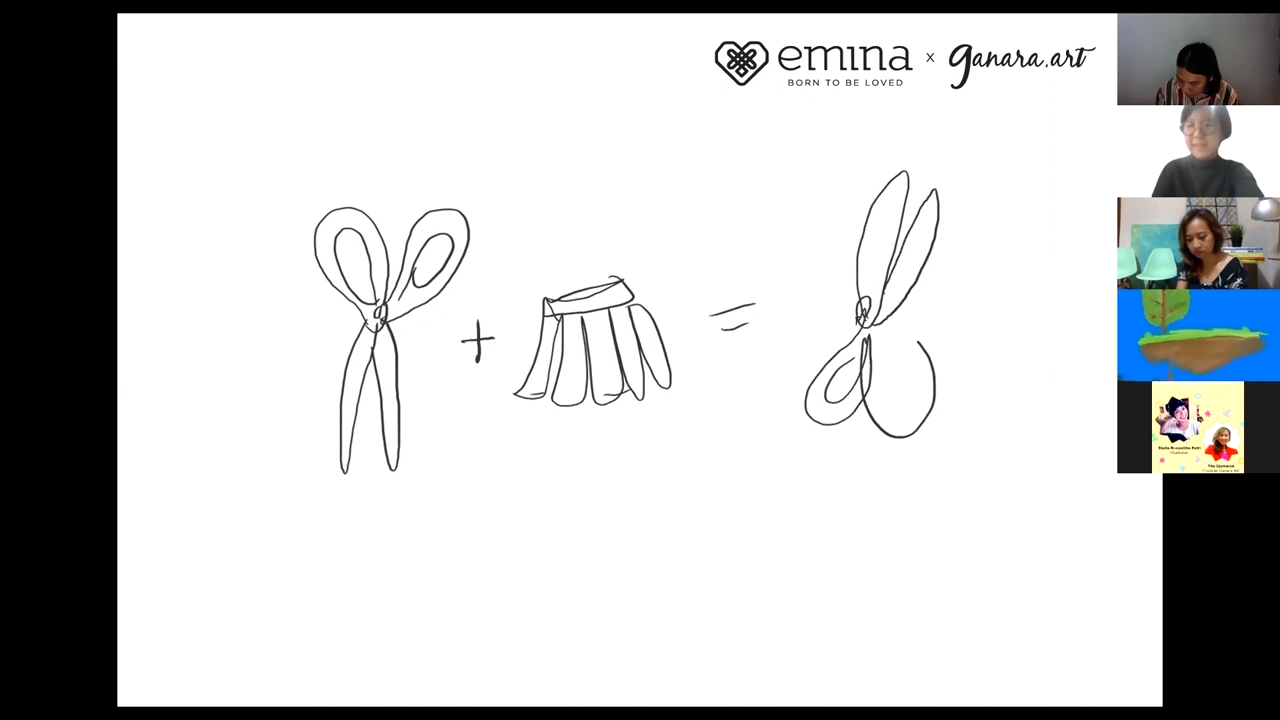 emina x ganara.art
BORN TO BE LOVED
+
=